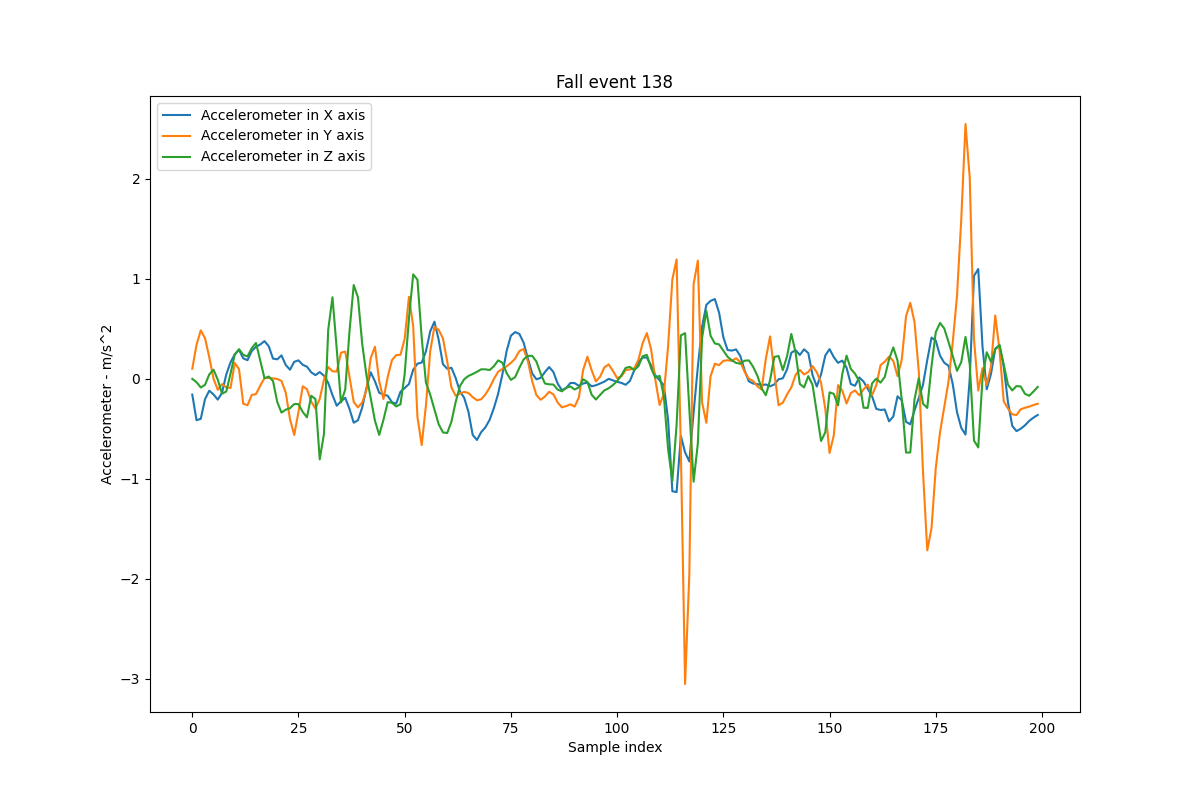 Fall event 138
Accelerometer in X axis
Accelerometer in Y axis
Accelerometer in Z axis
Accelerometer - m/s^2
2
1
0
−1
−2
−3
0 25 50 75 100 125 150 175 200
Sample index